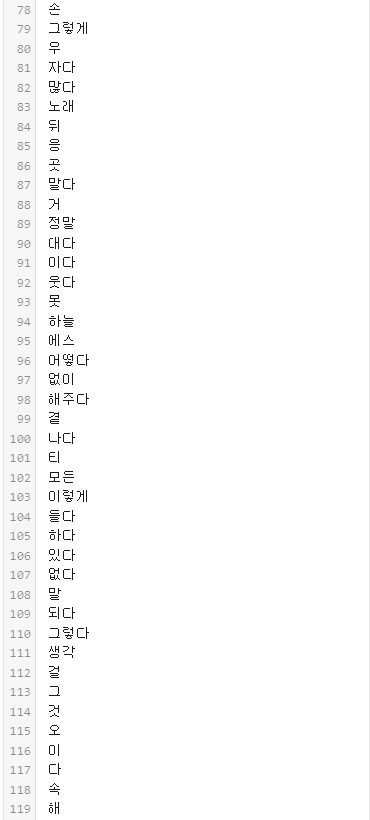 78 손
79 그렇게
80 우
81 자다
82 많다
83 노래
84 뒤
85 응
86 곳
87 말다
88 거
89 정말
90 대다
91 이다
92 웃다
93 못
94 하늘
95 에스
96 어떻다
97 없이
98 해주다
99 곁
100 나다
101 티
102 모든
103 이렇게
104 들다
105 하다
106 있다
107 없다
108 말
109 되다
110 그렇다
111 생각
112 걸
113 그
114 것
115 오
116 이
117 다
118 속
119 해